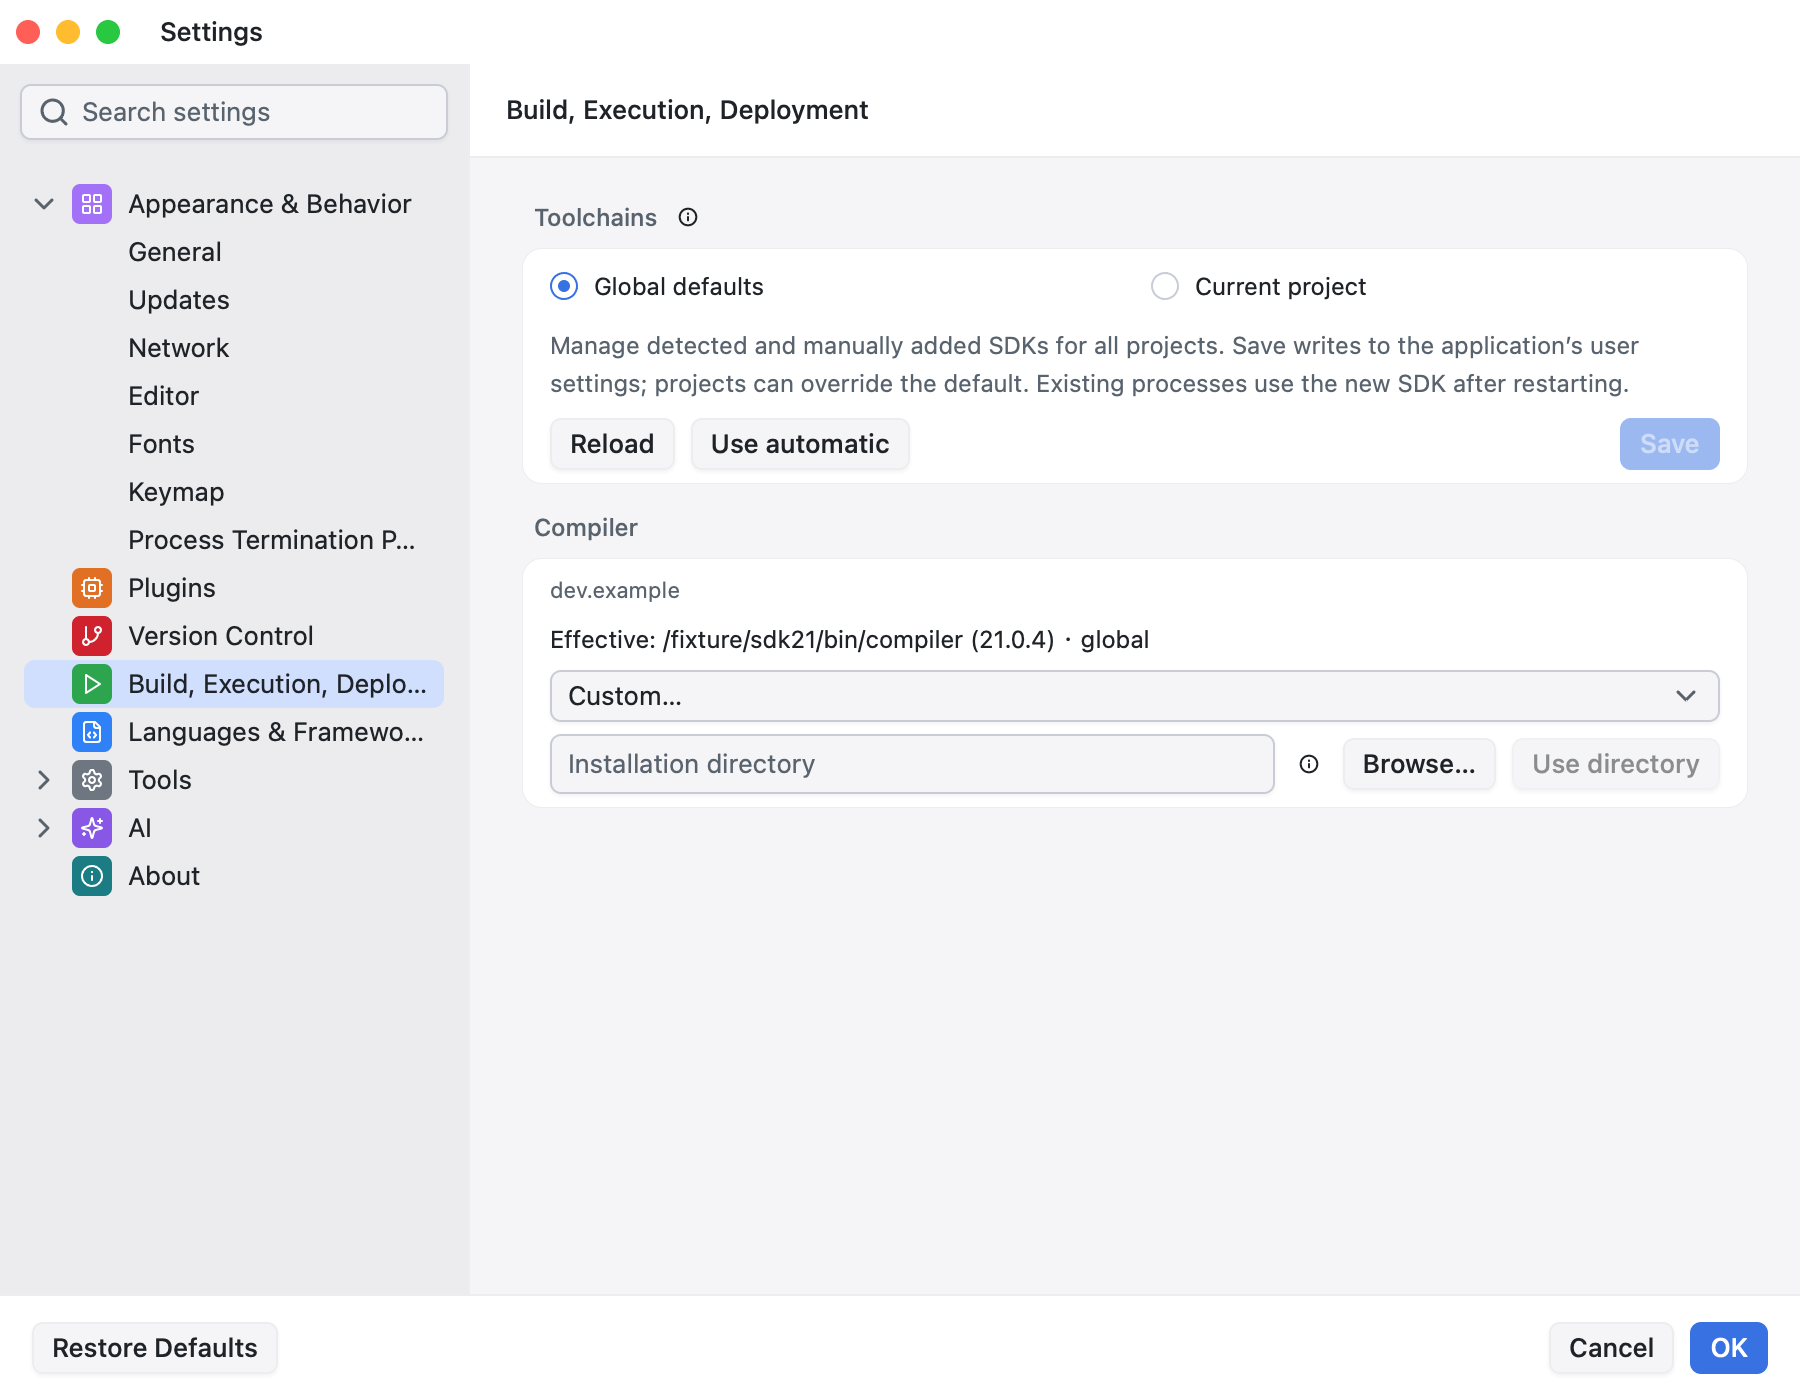 Settings
Search settings
Appearance & Behavior
General
Updates
Network
Editor
Fonts
Keymap
Process Termination P...
Plugins
Version Control
Build, Execution, Deplo...
Languages & Framewo...
Tools
AI
About
Build, Execution, Deployment
Toolchains
Global defaults
Current project
Manage detected and manually added SDKs for all projects. Save writes to the application’s user
settings; projects can override the default. Existing processes use the new SDK after restarting.
Reload
Use automatic
Save
Compiler
dev.example
Effective: /fixture/sdk21/bin/compiler (21.0.4) · global
Custom...
Installation directory
Browse...
Use directory
Restore Defaults
Cancel
OK